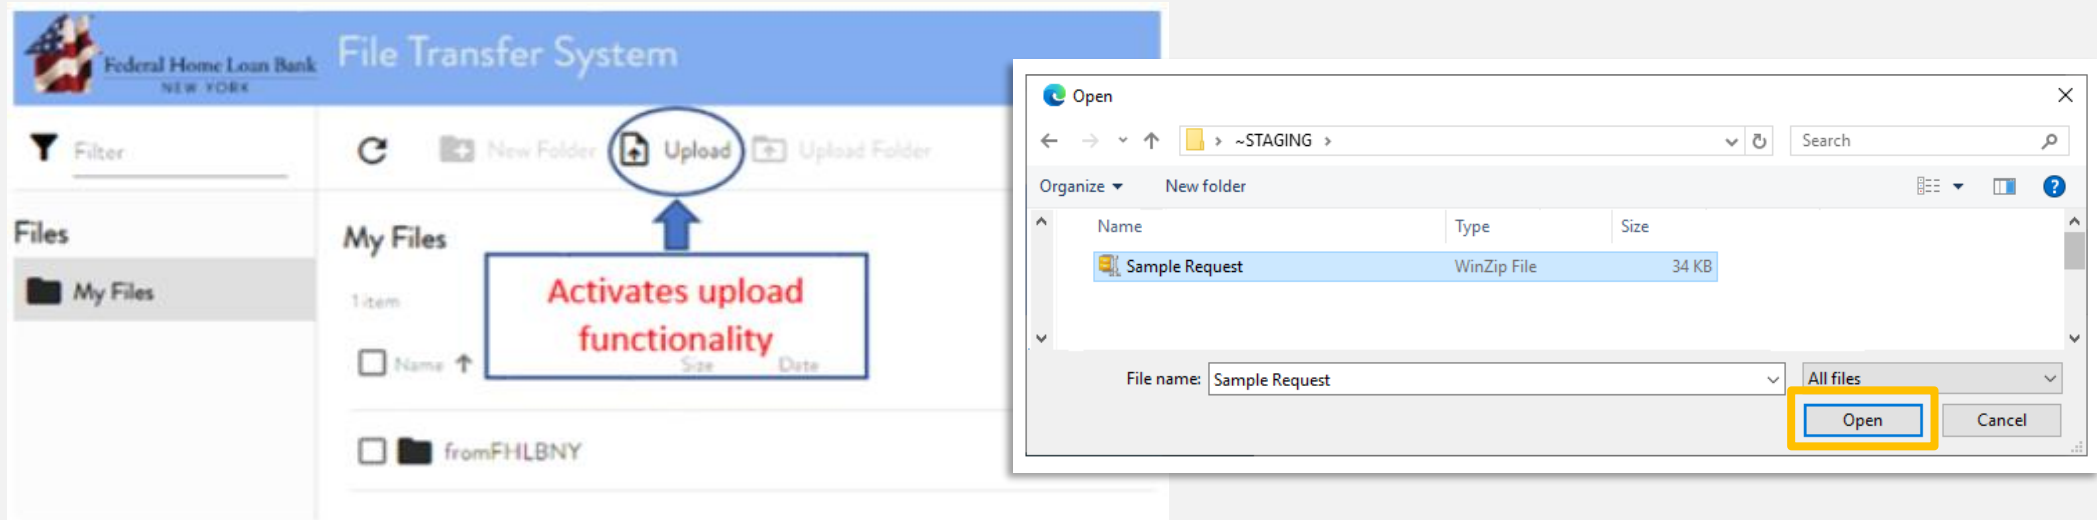 Federal Home Loan Bank
NEW YORK
File Transfer System
Filter
New Folder
Upload
Upload Folder
Files
My Files
My Files
1 item
Activates upload
functionality
Name
Size
Date
fromFHLBNY
Open
~STAGING
Search
Organize
New folder
Name
Type
Size
Sample Request
WinZip File
34 KB
File name:
Sample Request
All files
Open
Cancel